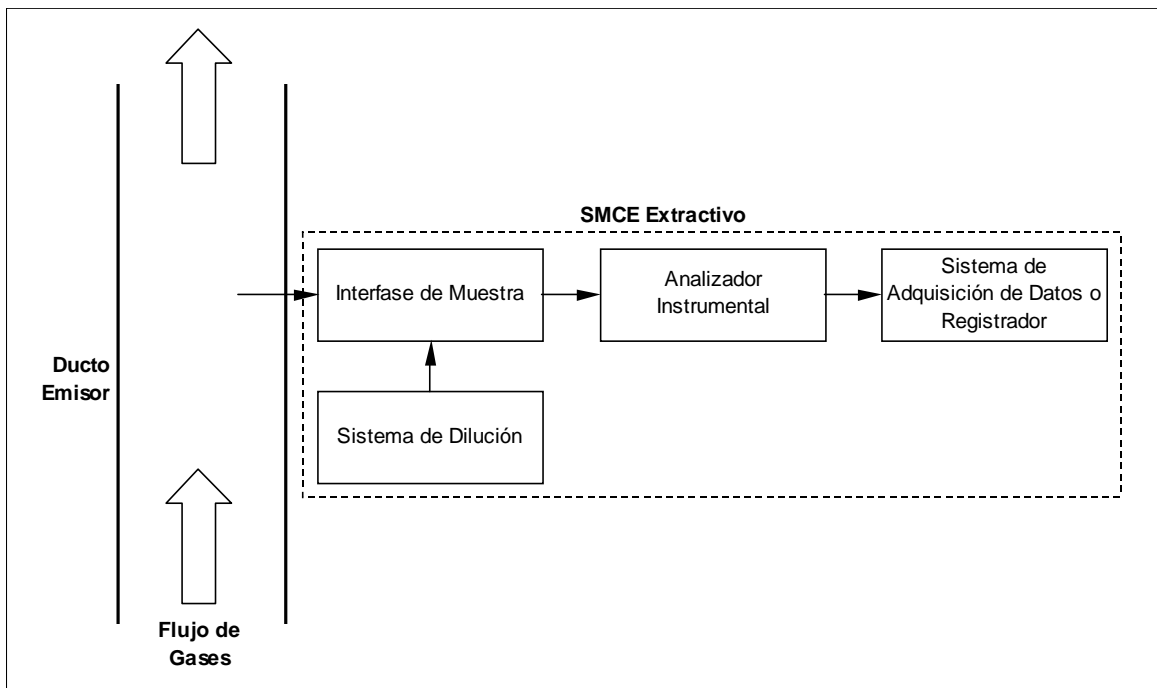 SMCE Extractivo
Interfase de Muestra
Analizador
Instrumental
Sistema de
Adquisición de Datos o
Registrador
Ducto
Emisor
Sistema de Dilución
Flujo de
Gases